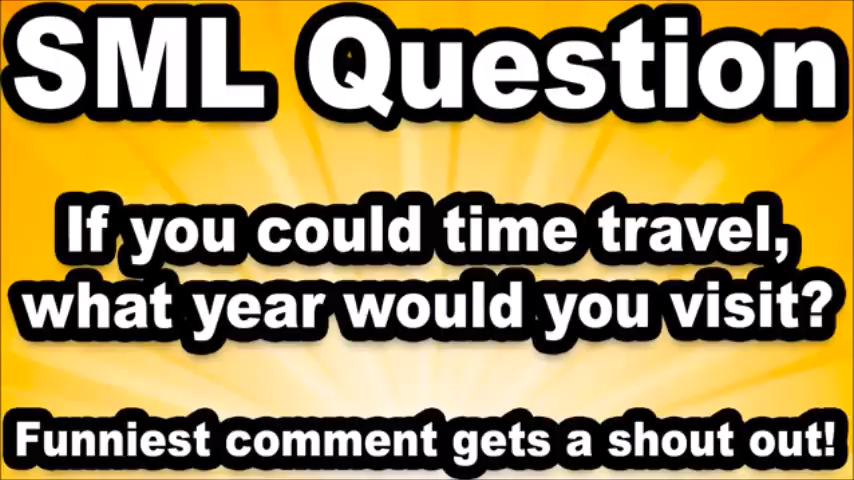 SML Question
If you could time travel,
what year would you visit?
Funniest comment gets a shout out!